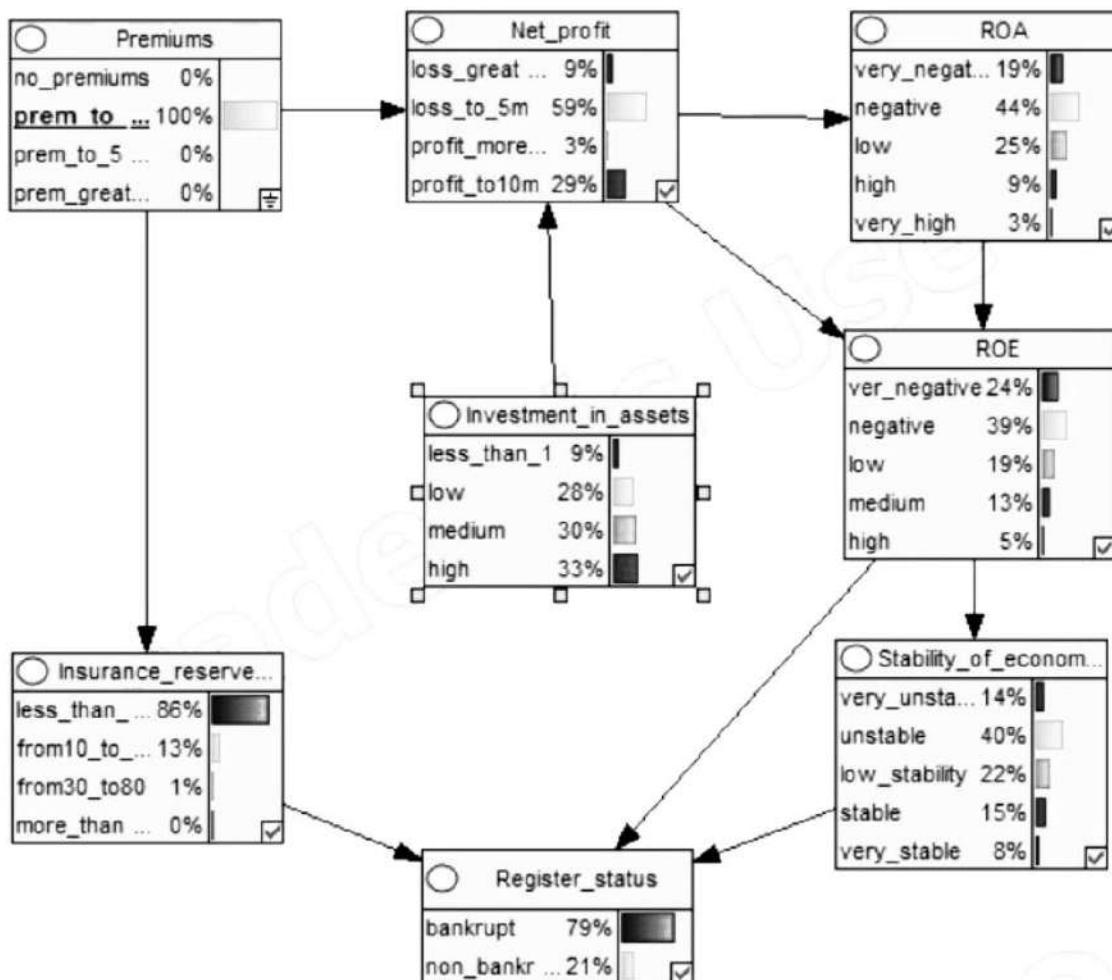 Premiums
no_premiums 0%
prem_to_... 100%
prem_to_5 ... 0%
prem_great... 0%
Net_profit
loss_great ... 9%
loss_to_5m 59%
profit_more... 3%
profit_to10m 29%
ROA
very_negat... 19%
negative 44%
low 25%
high 9%
very_high 3%
Investment_in_assets
less_than_1 9%
low 28%
medium 30%
high 33%
ROE
ver_negative 24%
negative 39%
low 19%
medium 13%
high 5%
Insurance_reserve...
less_than_ ... 86%
from10_to_... 13%
from30_to80 1%
more_than ... 0%
Stability_of_econom...
very_unsta... 14%
unstable 40%
low_stability 22%
stable 15%
very_stable 8%
Register_status
bankrupt 79%
non_bankr ... 21%